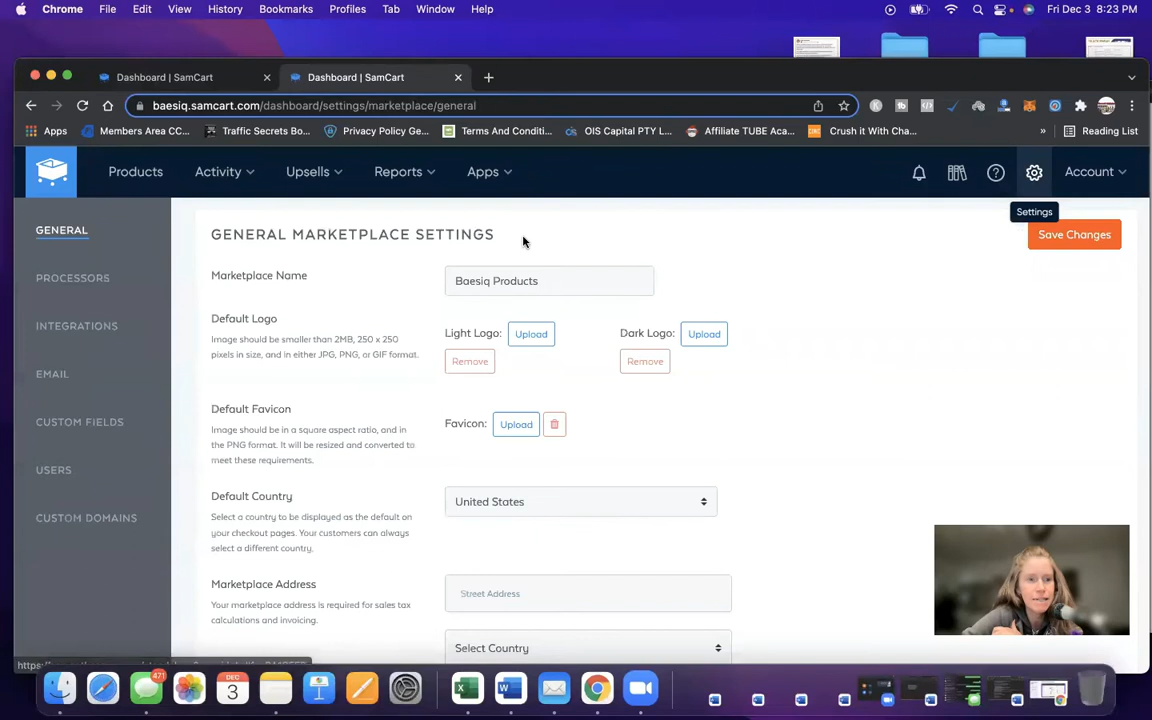 Chrome File Edit View History Bookmarks Profiles Tab Window Help Fri Dec 3 8:23 PM
Dashboard | SamCart Dashboard | SamCart
baesiq.samcart.com/dashboard/settings/marketplace/general
Apps Members Area CC... Traffic Secrets Bo... Privacy Policy Ge... Terms And Conditi... OIS Capital PTY L... Affiliate TUBE Aca... Crush it With Cha... » Reading List
Products Activity Upsells Reports Apps Account
Settings
GENERAL
PROCESSORS
INTEGRATIONS
EMAIL
CUSTOM FIELDS
USERS
CUSTOM DOMAINS
GENERAL MARKETPLACE SETTINGS
Save Changes
Marketplace Name
Baesiq Products
Default Logo
Image should be smaller than 2MB, 250 x 250
pixels in size, and in either JPG, PNG, or GIF format.
Light Logo: Upload Dark Logo: Upload
Remove Remove
Default Favicon
Image should be in a square aspect ratio, and in
the PNG format. It will be resized and converted to
meet these requirements.
Favicon: Upload
Default Country
Select a country to be displayed as the default on
your checkout pages. Your customers can always
select a different country.
United States
Marketplace Address
Your marketplace address is required for sales tax
calculations and invoicing.
Street Address
Select Country
471
DEC
3